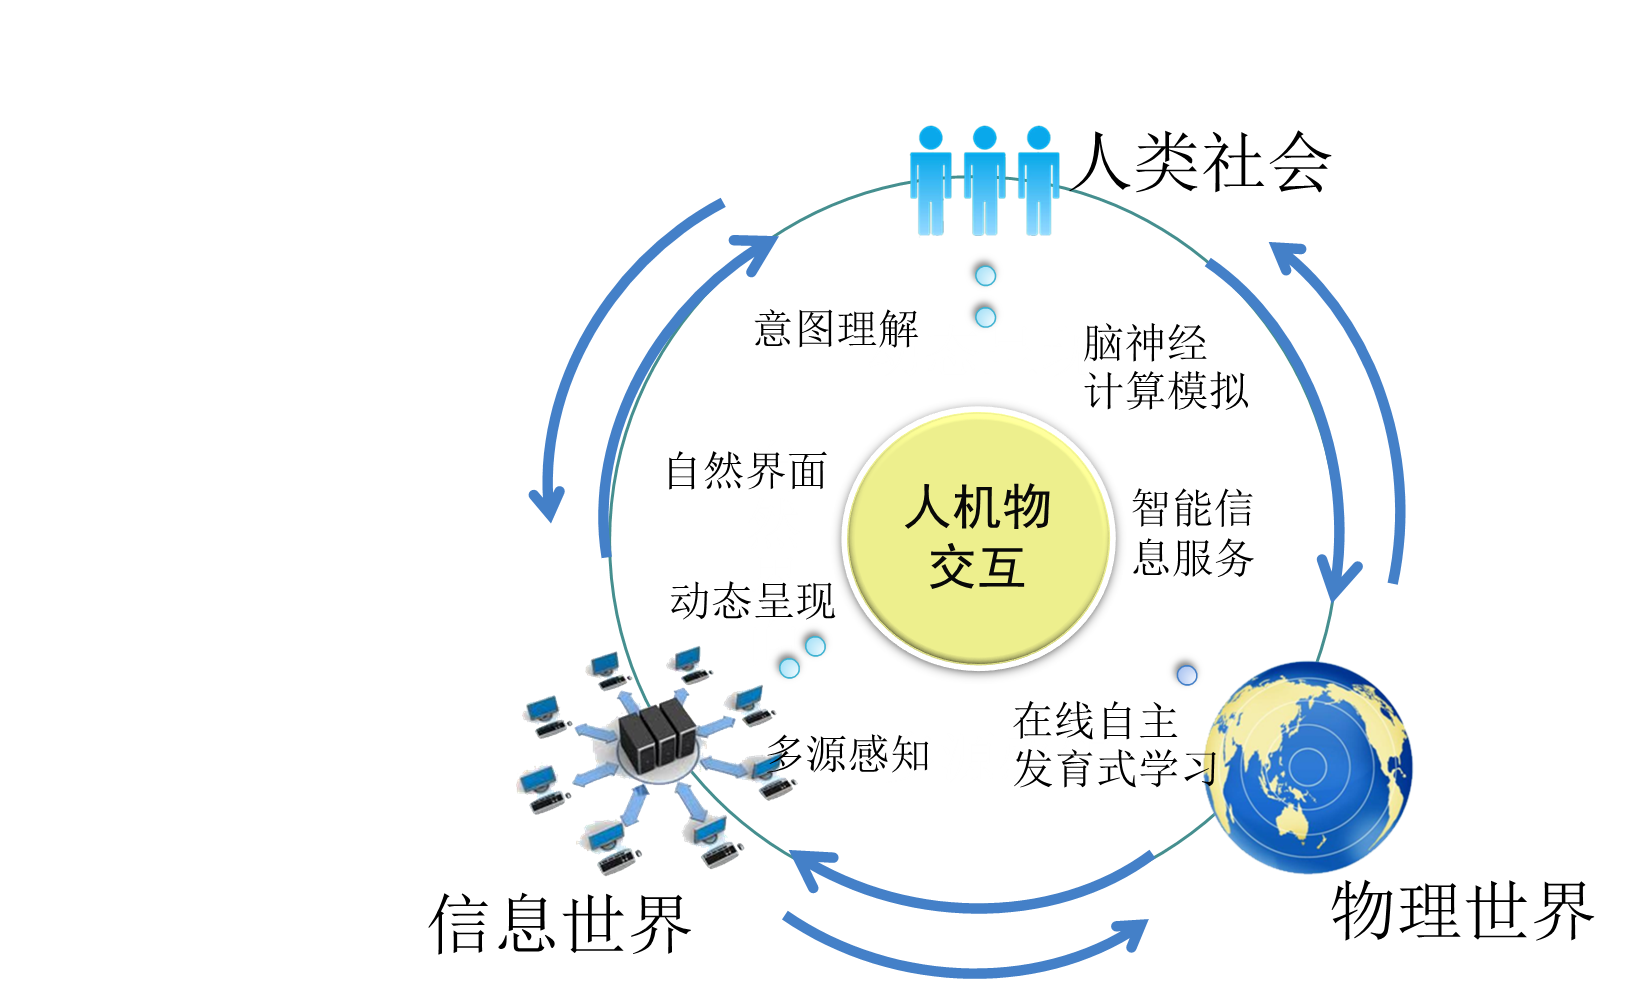 人类社会
意图理解
脑神经
计算模拟
自然界面
人机物
交互
智能信
息服务
动态呈现
在线自主
发育式学习
多源感知
信息世界
物理世界